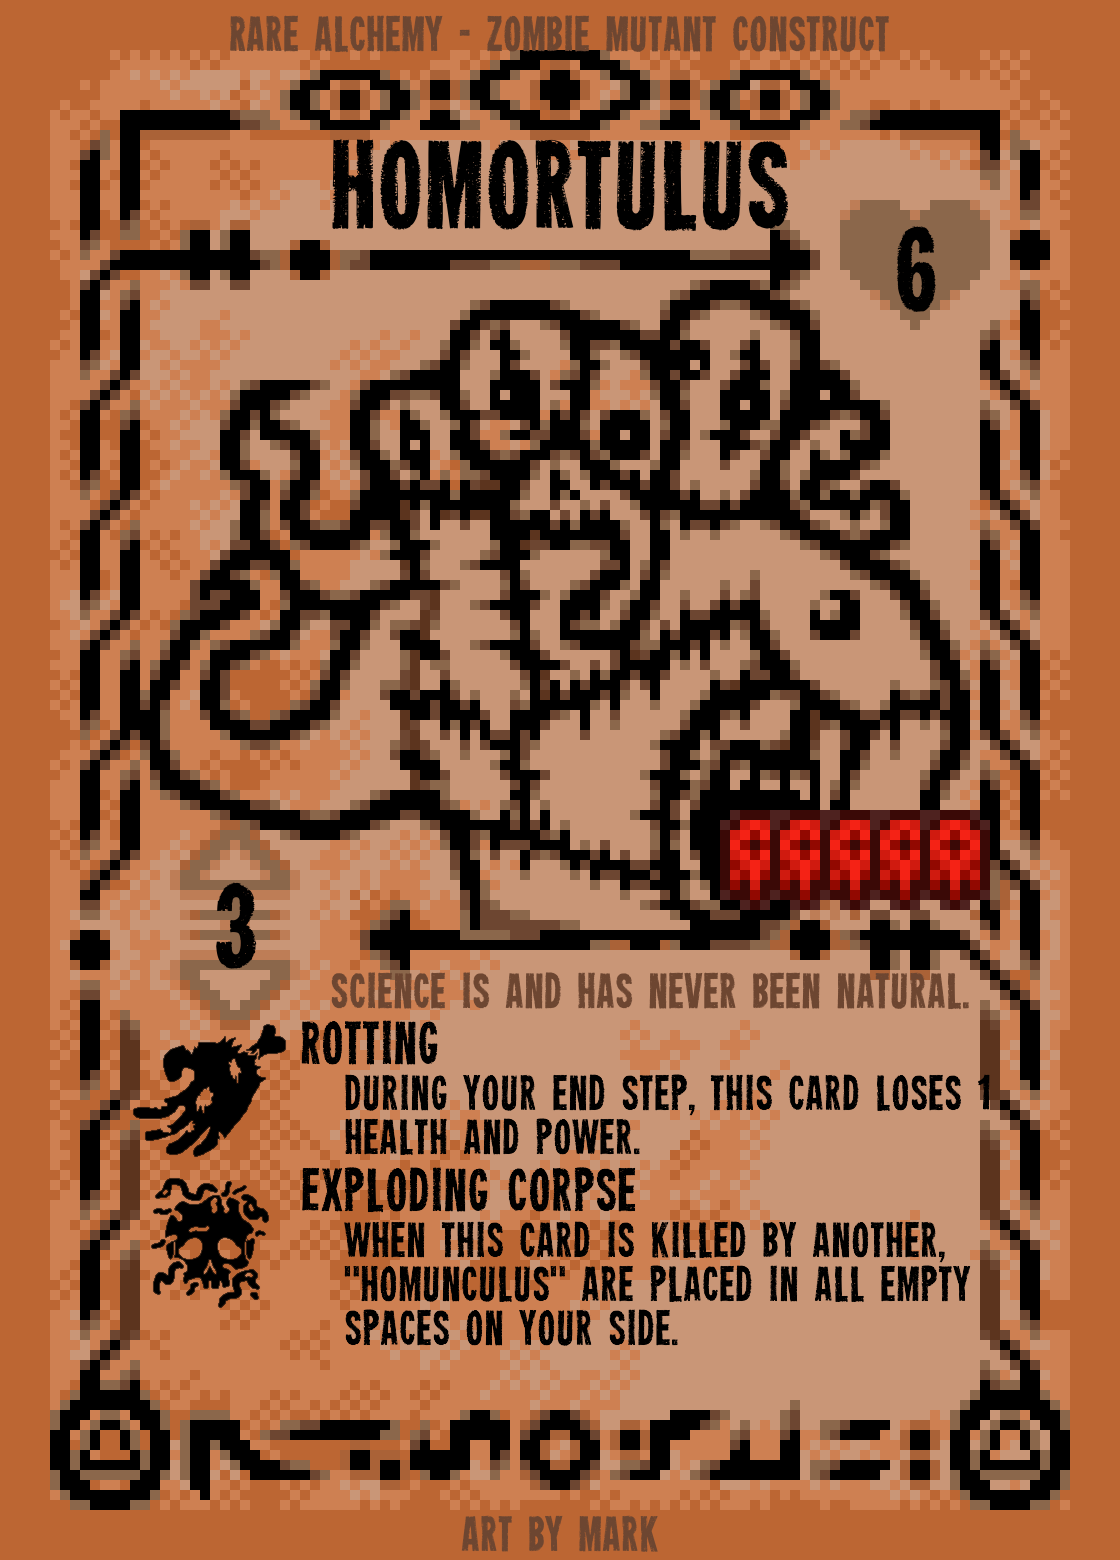 RARE ALCHEMY - ZOMBIE MUTANT CONSTRUCT
HOMORTULUS
6
3
SCIENCE IS AND HAS NEVER BEEN NATURAL.
ROTTING
DURING YOUR END STEP, THIS CARD LOSES 1
HEALTH AND POWER.
EXPLODING CORPSE
WHEN THIS CARD IS KILLED BY ANOTHER,
"HOMUNCULUS" ARE PLACED IN ALL EMPTY
SPACES ON YOUR SIDE.
ART BY MARK